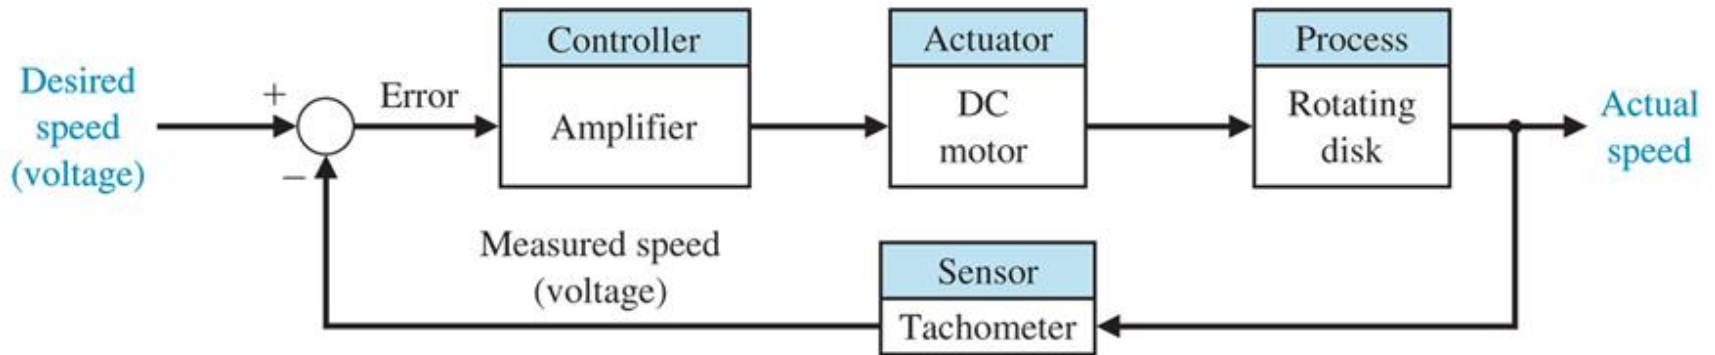 Desired
speed
(voltage)
+
−
Error
Controller
Amplifier
Actuator
DC
motor
Process
Rotating
disk
Actual
speed
Measured speed
(voltage)
Sensor
Tachometer